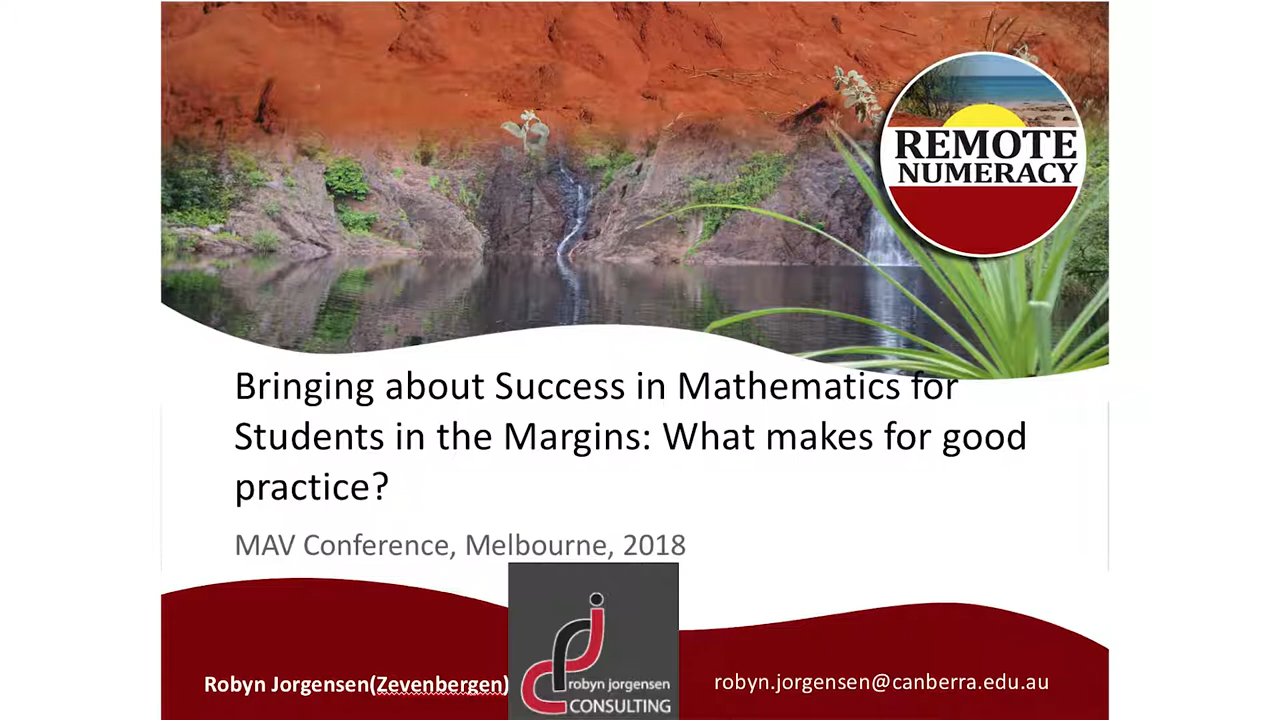 REMOTE
NUMERACY
Bringing about Success in Mathematics for
Students in the Margins: What makes for good
practice?
MAV Conference, Melbourne, 2018
Robyn Jorgensen(Zevenbergen)
robyn jorgensen
CONSULTING
robyn.jorgensen@canberra.edu.au